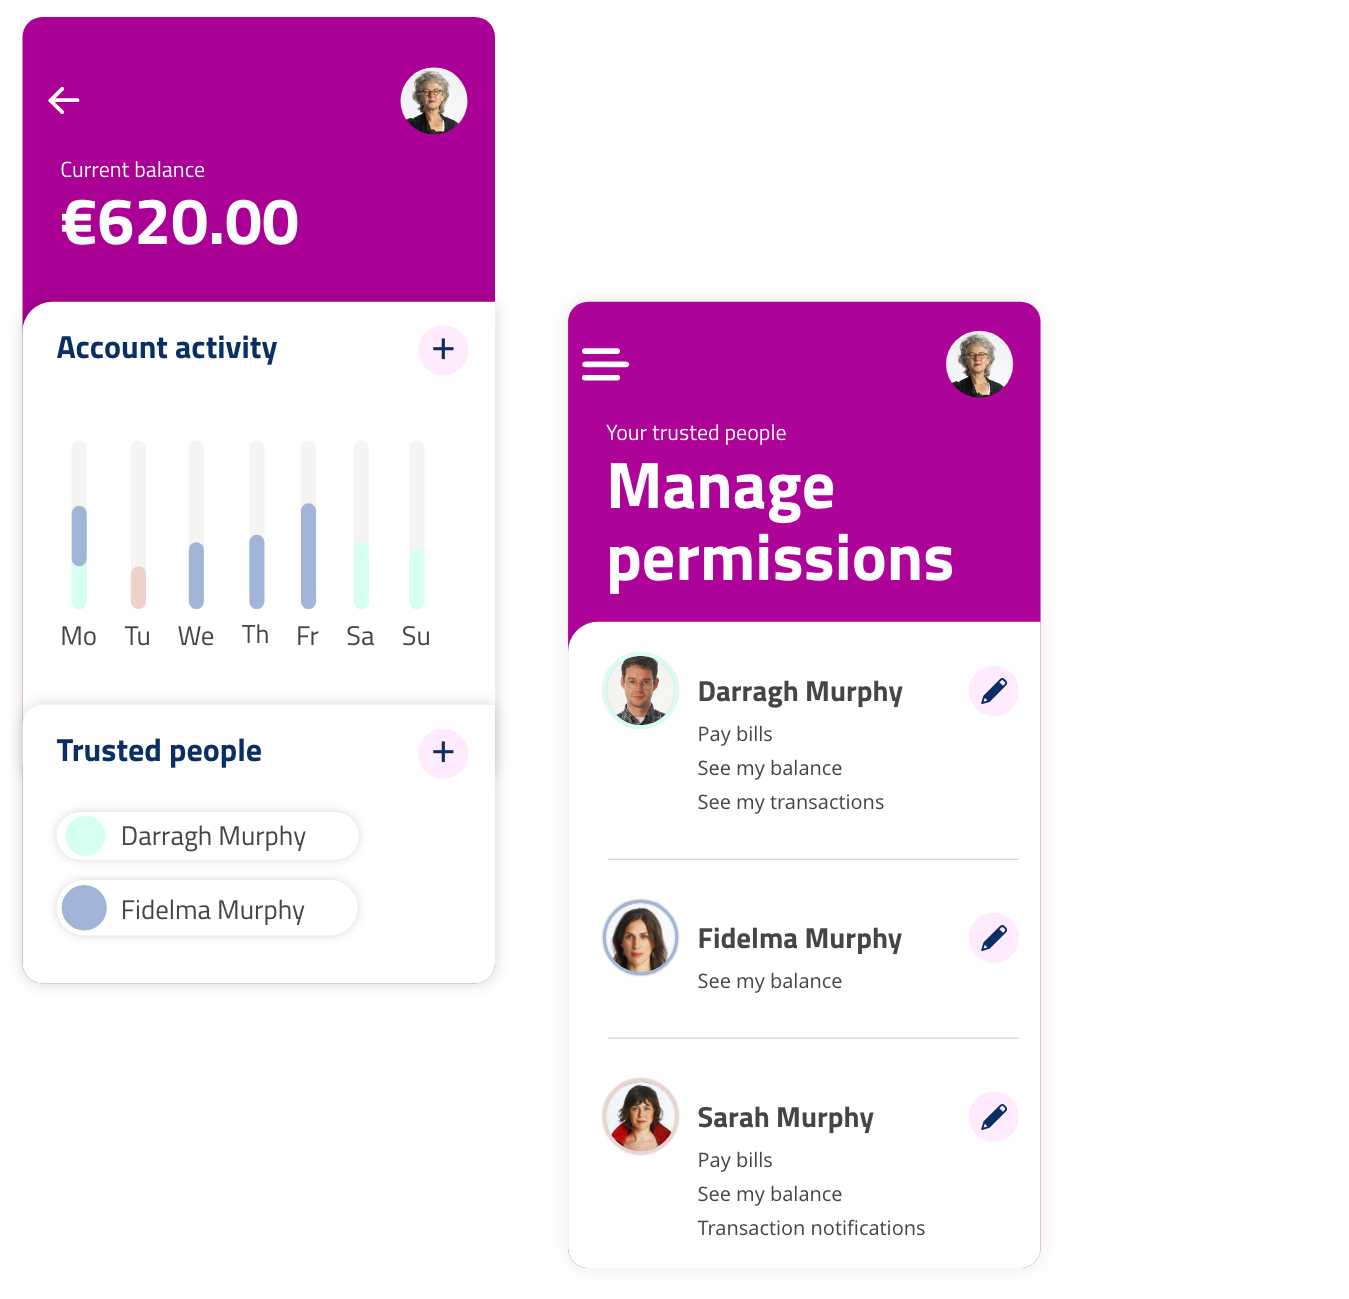 Current balance
€620.00
Account activity
Mo Tu We Th Fr Sa Su
Trusted people
Darragh Murphy
Fidelma Murphy
Your trusted people
Manage
permissions
Darragh Murphy
Pay bills
See my balance
See my transactions
Fidelma Murphy
See my balance
Sarah Murphy
Pay bills
See my balance
Transaction notifications